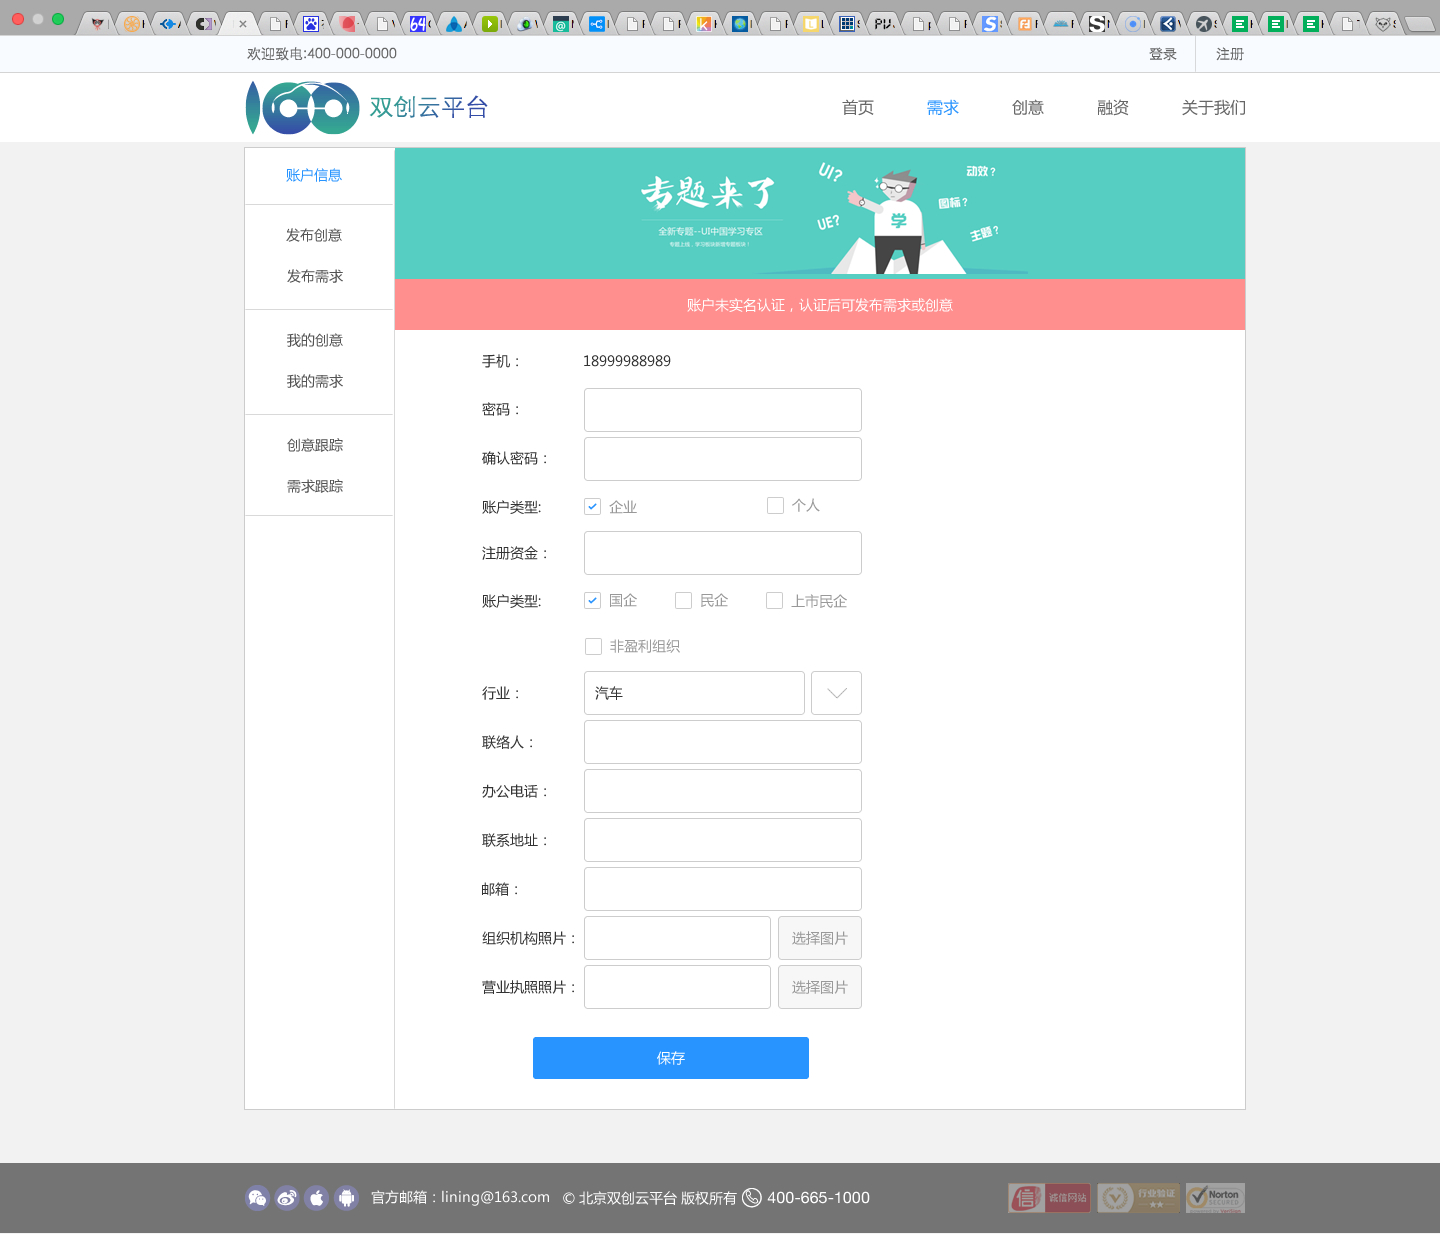 欢迎致电:400-000-0000
登录
注册
双创云平台
首页
需求
创意
融资
关于我们
账户信息
发布创意
发布需求
我的创意
我的需求
创意跟踪
需求跟踪
专题来了
全新专题--UI中国学习专区
UI?
UE?
学
动效?
图标?
主题?
账户未实名认证，认证后可发布需求或创意
手机：
18999988989
密码：
确认密码：
账户类型:
企业
个人
注册资金：
账户类型:
国企
民企
上市民企
非盈利组织
行业：
汽车
联络人：
办公电话：
联系地址：
邮箱：
组织机构照片：
选择图片
营业执照照片：
选择图片
保存
官方邮箱：lining@163.com
© 北京双创云平台 版权所有
400-665-1000
信
诚信网站
行业验证
Norton
SECURED